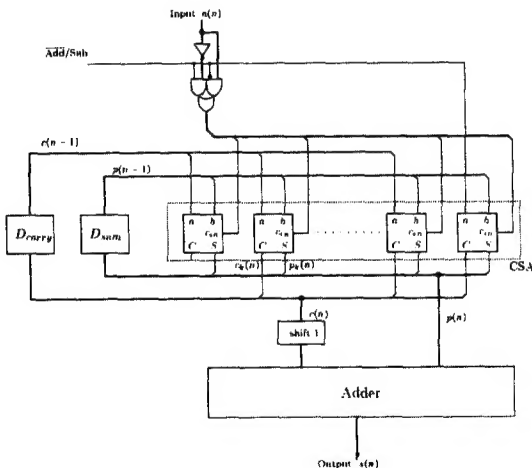 Input a(n)
Add/Sub
c(n - 1)
p(n-1)
D_carry
D_sum
a b
c_in
C S
a b
c_in
C S
a b
c_in
C S
a b
c_in
C S
CSA
c_k(n)
p_k(n)
c(n)
p(n)
shift 1
Adder
Output s(n)